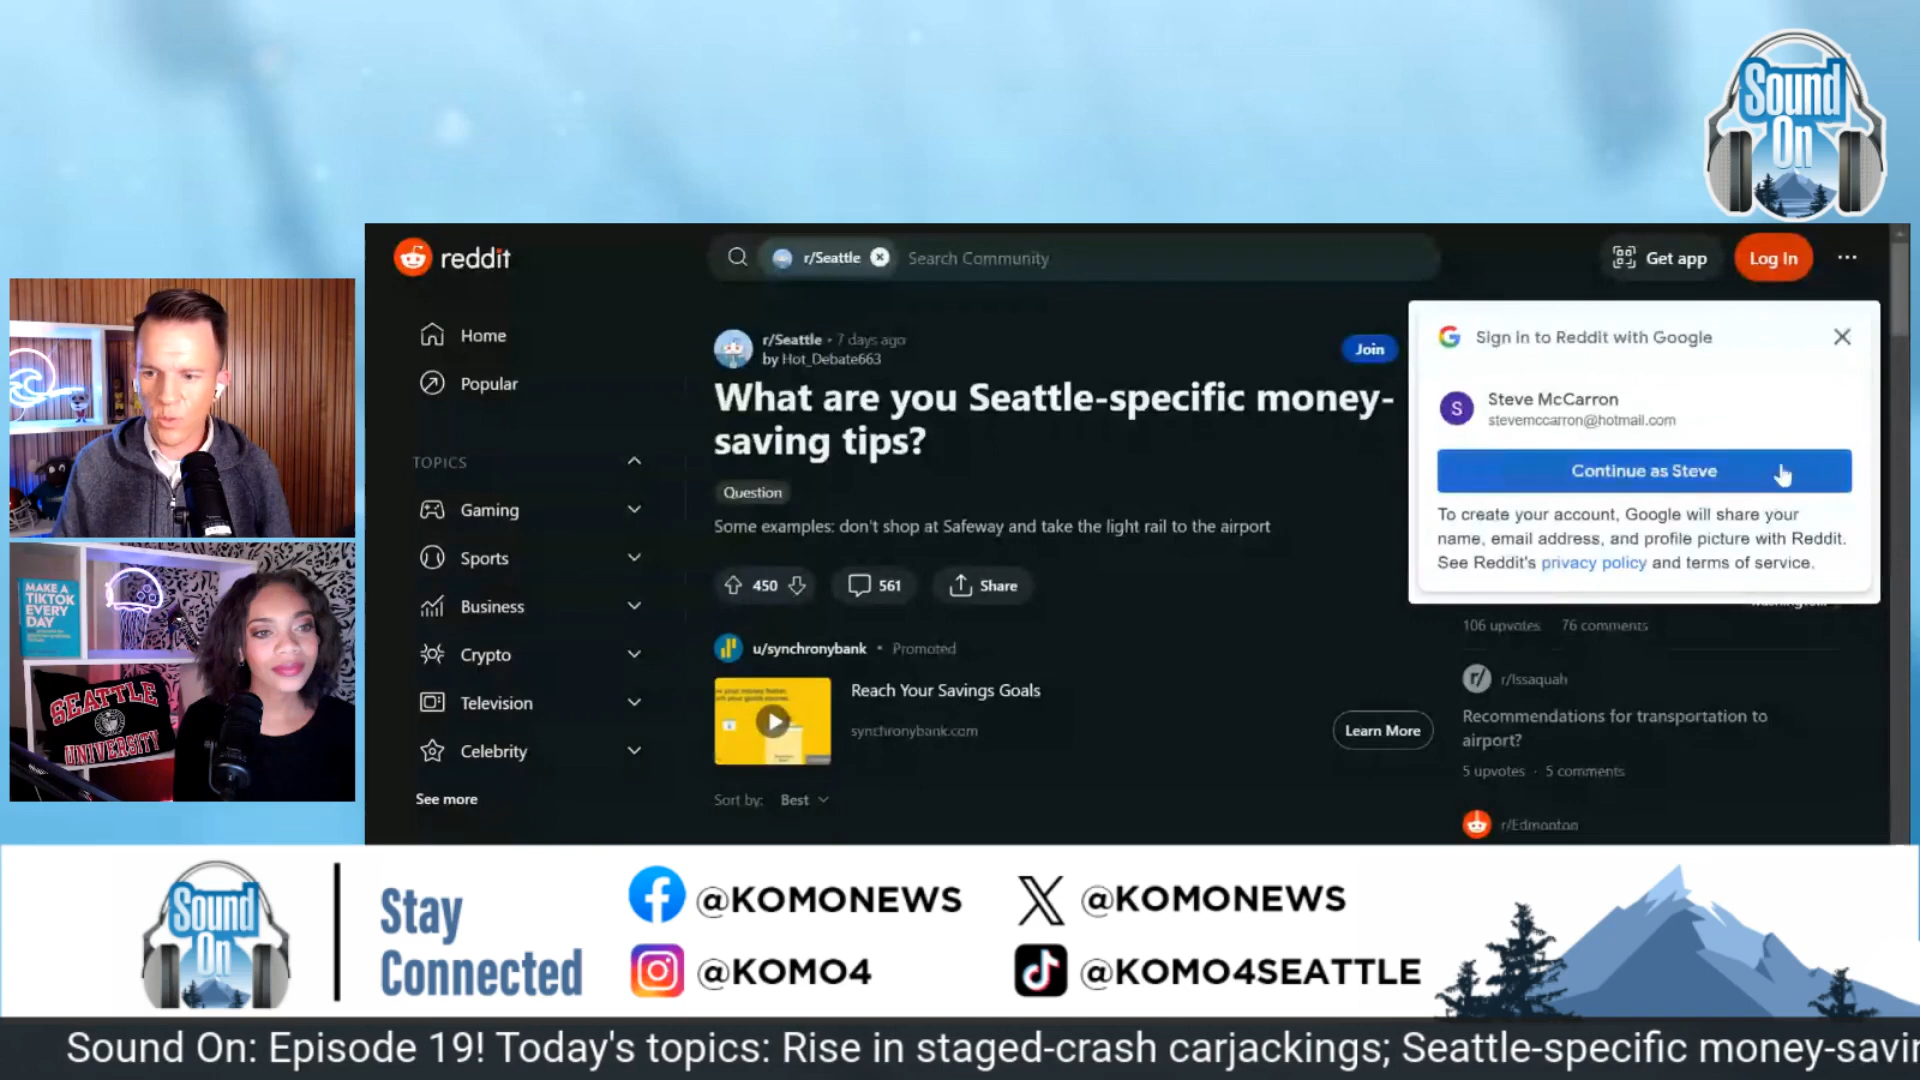 Sound
On
reddit
r/Seattle
Search Community
Get app
Log In
Home
Popular
TOPICS
Gaming
Sports
Business
Crypto
Television
Celebrity
See more
r/Seattle • 7 days ago
by Hot_Debate663
Join
What are you Seattle-specific money-
saving tips?
Question
Some examples: don't shop at Safeway and take the light rail to the airport
450
561
Share
u/synchronybank • Promoted
Reach Your Savings Goals
synchronybank.com
Learn More
Sort by: Best
Sign in to Reddit with Google
S
Steve McCarron
stevemccarron@hotmail.com
Continue as Steve
To create your account, Google will share your
name, email address, and profile picture with Reddit.
See Reddit's privacy policy and terms of service.
106 upvotes 76 comments
r/
r/Issaquah
Recommendations for transportation to
airport?
5 upvotes · 5 comments
r/Edmonton
MAKE A
TIKTOK
EVERY
DAY
SEATTLE
UNIVERSITY
Sound
On
Stay
Connected
@KOMONEWS
@KOMONEWS
@KOMO4
@KOMO4SEATTLE
Sound On: Episode 19! Today's topics: Rise in staged-crash carjackings; Seattle-specific money-savin